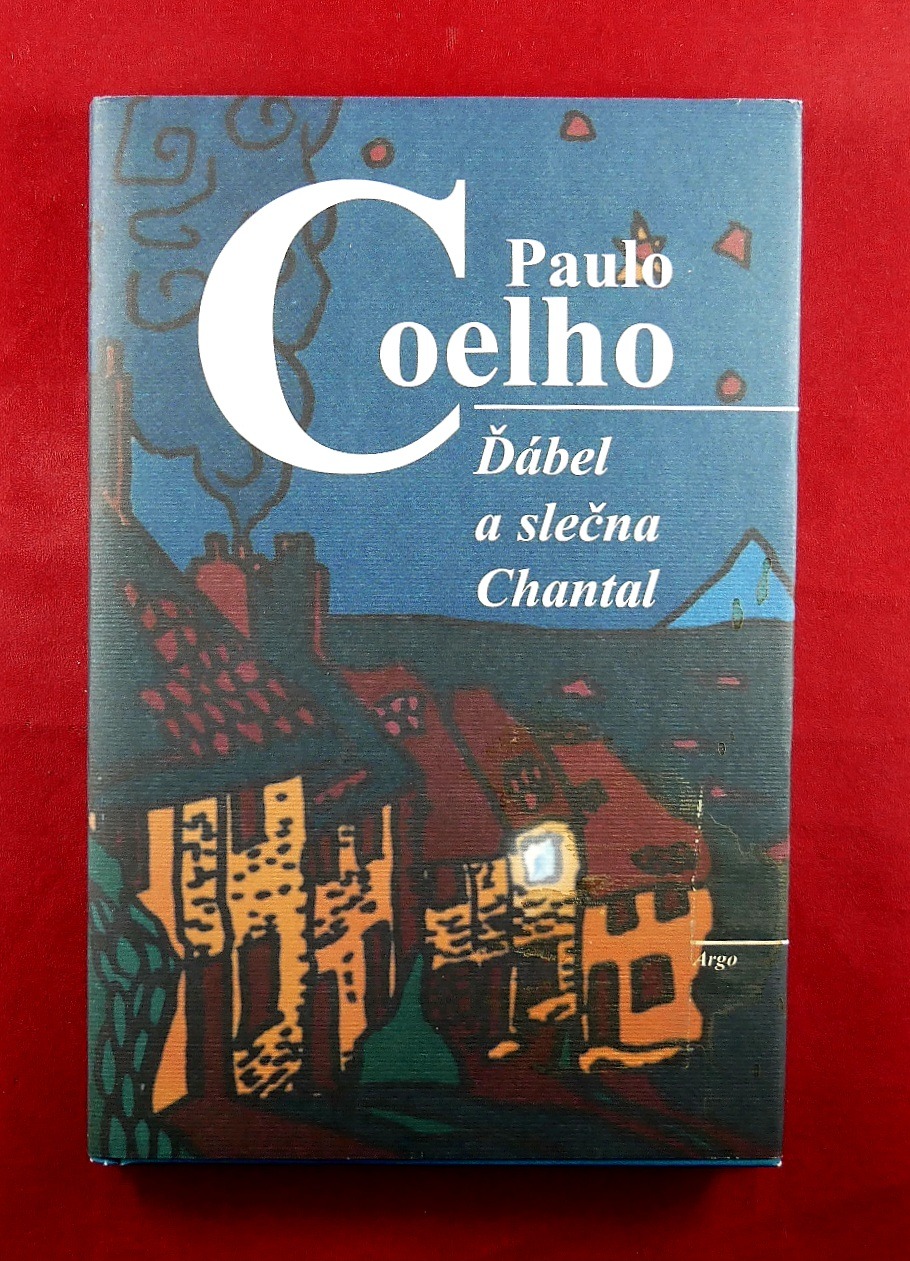 Paulo
Coelho
Ďábel
a slečna
Chantal
Argo